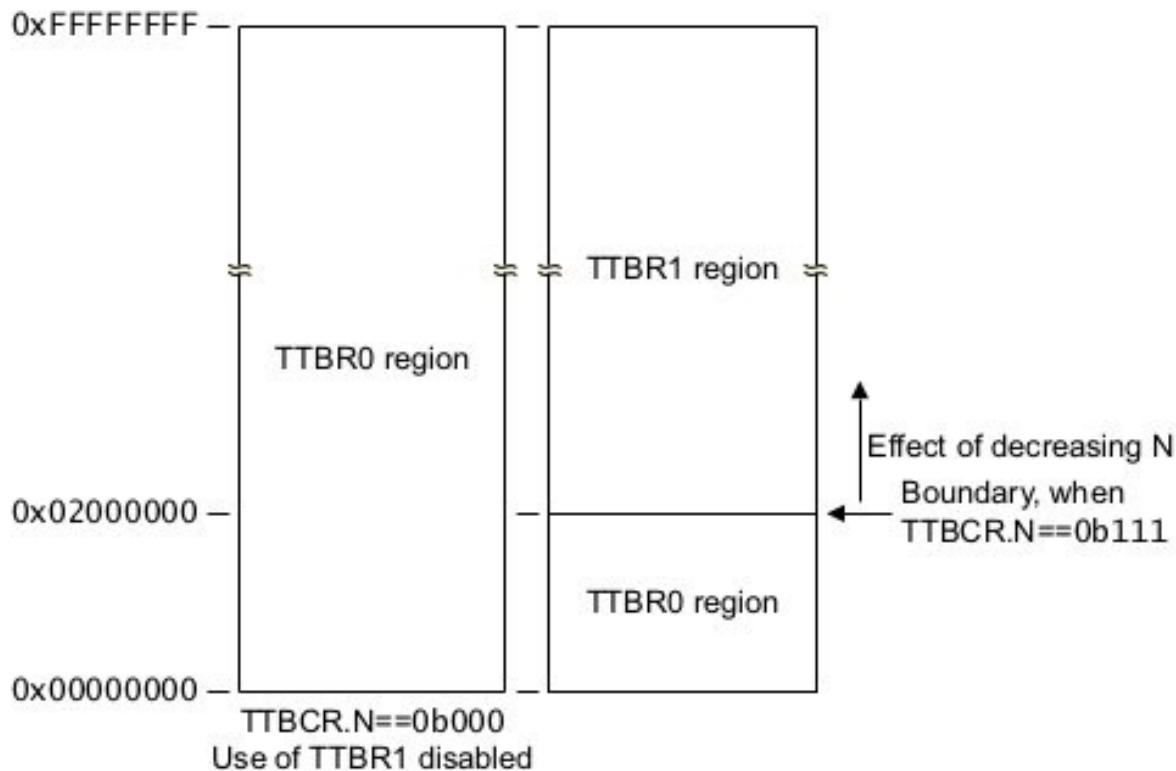 0xFFFFFFFF
TTBR1 region
TTBR0 region
Effect of decreasing N
0x02000000
Boundary, when
TTBCR.N==0b111
TTBR0 region
0x00000000
TTBCR.N==0b000
Use of TTBR1 disabled